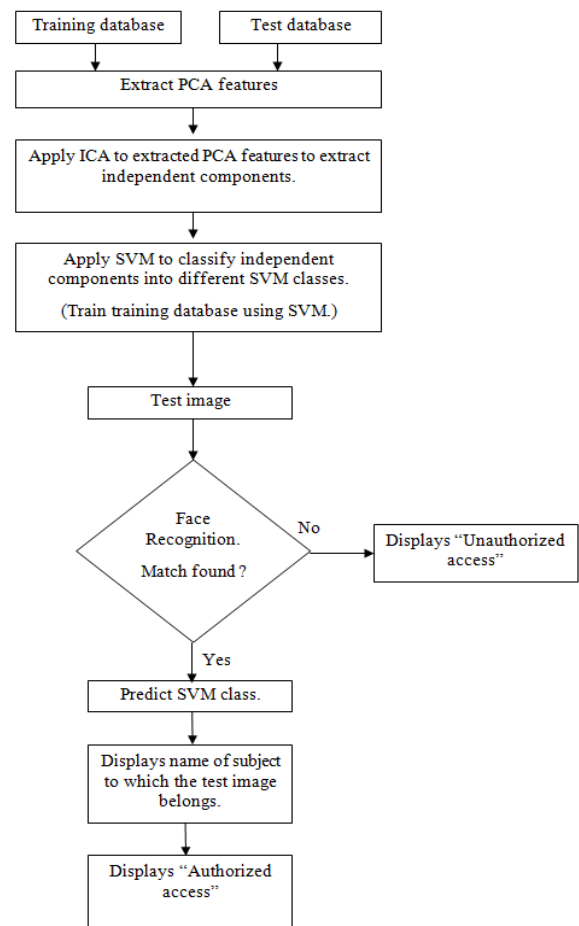 Training database
Test database
Extract PCA features
Apply ICA to extracted PCA features to extract
independent components.
Apply SVM to classify independent
components into different SVM classes.
(Train training database using SVM.)
Test image
Face
Recognition.
Match found ?
No
Displays “Unauthorized
access”
Yes
Predict SVM class.
Displays name of subject
to which the test image
belongs.
Displays “Authorized
access”